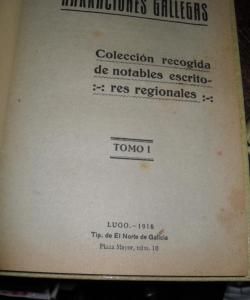 NARRACIONES GALLEGAS
Colección recogida
de notables escrito-
:-: res regionales :-:
TOMO I
LUGO.-1918
Tip. de El Norte de Galicia
Plaza Mayor, núm. 10